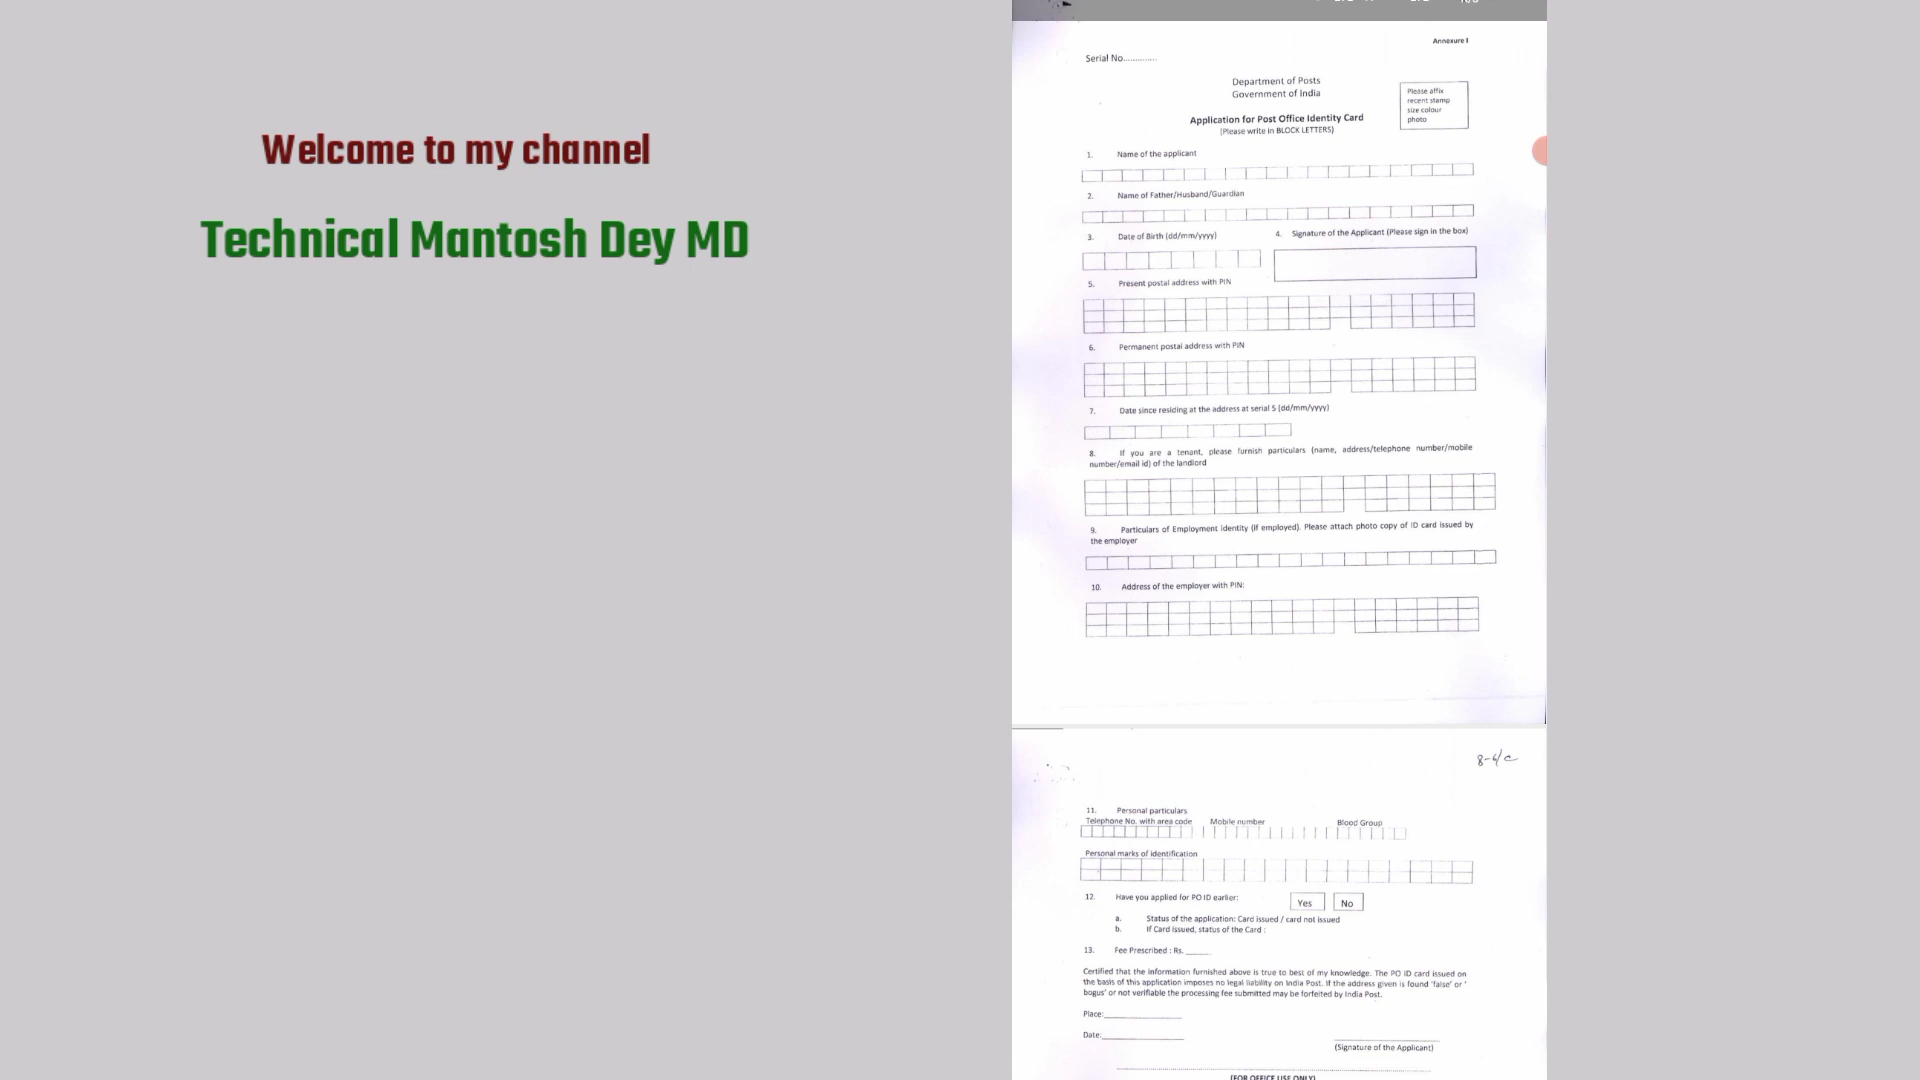 Welcome to my channel
Technical Mantosh Dey MD
Annexure I
Serial No.............
Department of Posts
Government of India
Please affix
recent stamp
size colour
photo
Application for Post Office Identity Card
(Please write in BLOCK LETTERS)
1. Name of the applicant
2. Name of Father/Husband/Guardian
3. Date of Birth (dd/mm/yyyy)
4. Signature of the Applicant (Please sign in the box)
5. Present postal address with PIN
6. Permanent postal address with PIN
7. Date since residing at the address at serial 5 (dd/mm/yyyy)
8. If you are a tenant, please furnish particulars (name, address/telephone number/mobile
number/email id) of the landlord
9. Particulars of Employment identity (if employed). Please attach photo copy of ID card issued by
the employer
10. Address of the employer with PIN:
11. Personal particulars
Telephone No. with area code Mobile number Blood Group
Personal marks of identification
12. Have you applied for PO ID earlier: Yes No
a. Status of the application: Card issued / card not issued
b. If Card issued, status of the Card :
13. Fee Prescribed : Rs. _____
Certified that the information furnished above is true to best of my knowledge. The PO ID card issued on
the basis of this application imposes no legal liability on India Post. If the address given is found 'false' or '
bogus' or not verifiable the processing fee submitted may be forfeited by India Post.
Place:______________
Date:_______________
(Signature of the Applicant)
(FOR OFFICE USE ONLY)